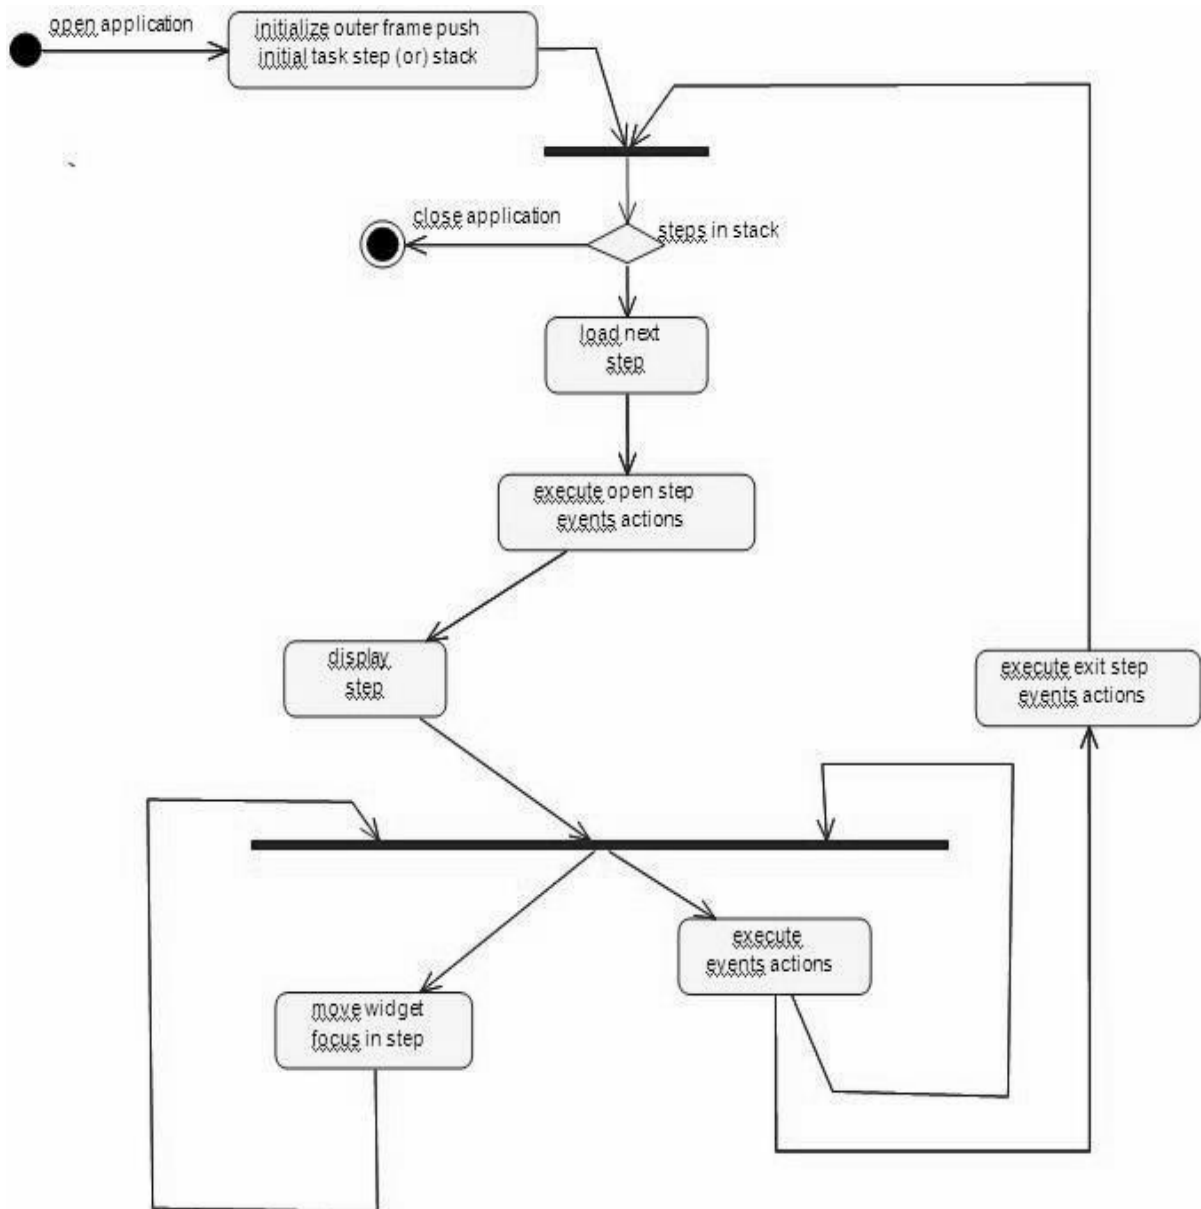 open application
initialize outer frame push
initial task step (or) stack
close application
steps in stack
load next
step
execute open step
events actions
display
step
execute exit step
events actions
execute
events actions
move widget
focus in step